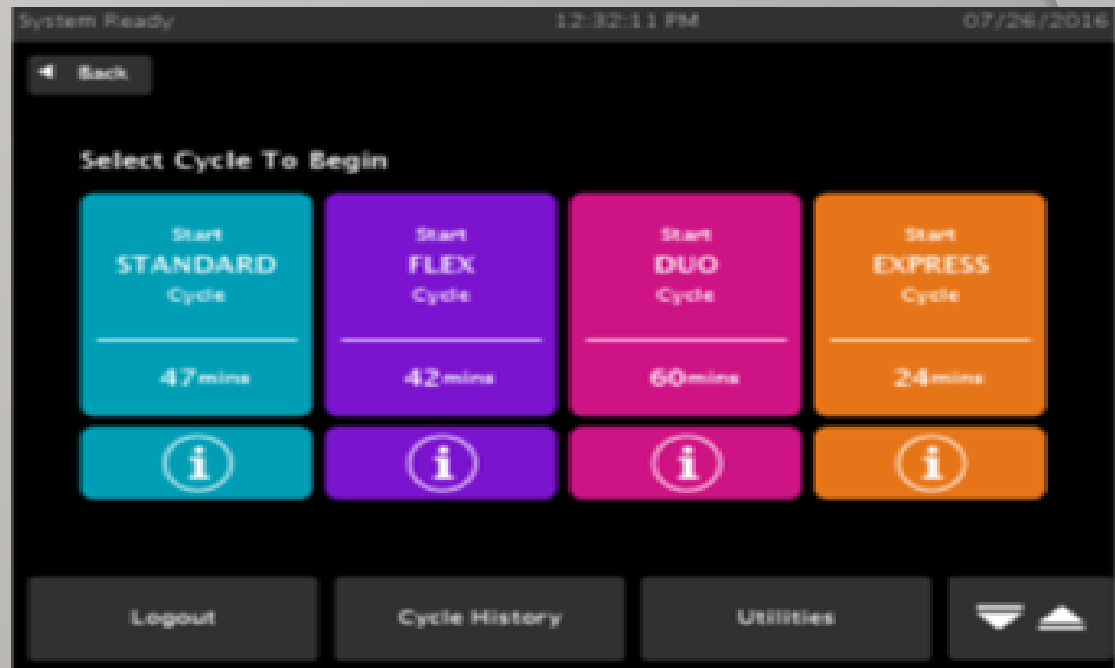 System Ready 12:32:11 PM 07/26/2016
Back
Select Cycle To Begin
Start
STANDARD
Cycle
47mins
Start
FLEX
Cycle
42mins
Start
DUO
Cycle
60mins
Start
EXPRESS
Cycle
24mins
i i i i
Logout Cycle History Utilities